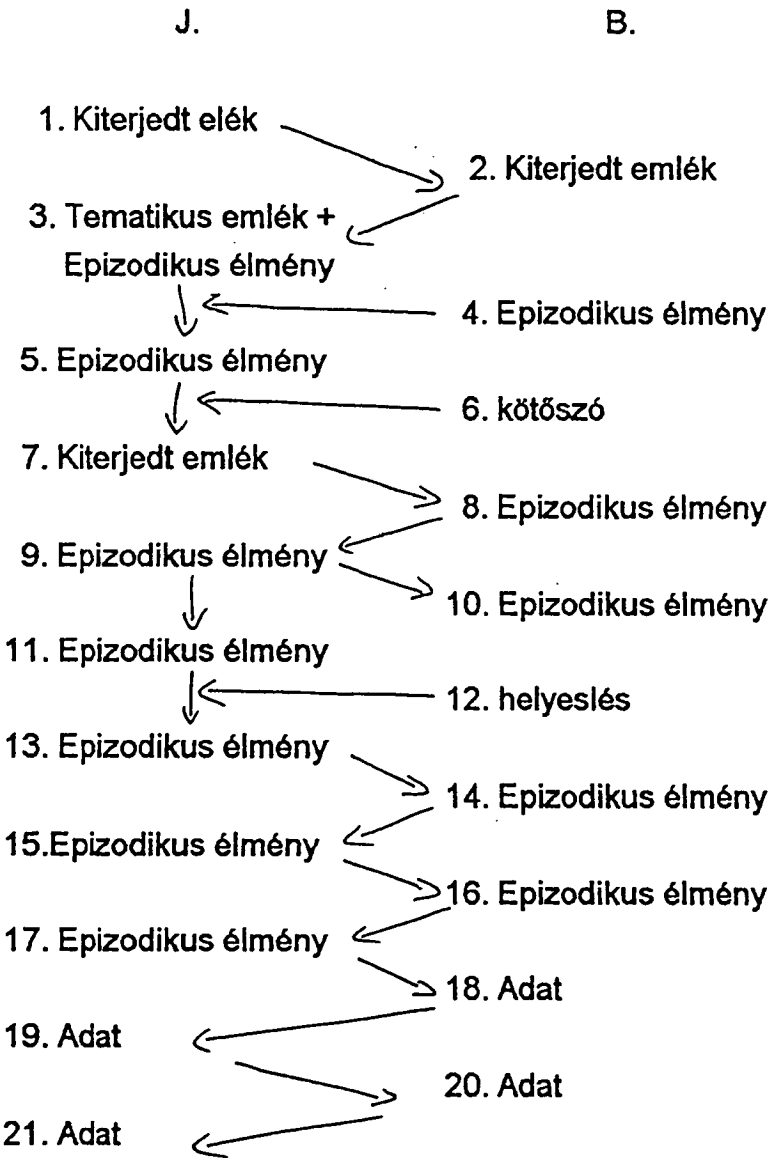 J.
B.
1. Kiterjedt elék
2. Kiterjedt emlék
3. Tematikus emlék +
Epizodikus élmény
4. Epizodikus élmény
5. Epizodikus élmény
6. kötőszó
7. Kiterjedt emlék
8. Epizodikus élmény
9. Epizodikus élmény
10. Epizodikus élmény
11. Epizodikus élmény
12. helyeslés
13. Epizodikus élmény
14. Epizodikus élmény
15.Epizodikus élmény
16. Epizodikus élmény
17. Epizodikus élmény
18. Adat
19. Adat
20. Adat
21. Adat